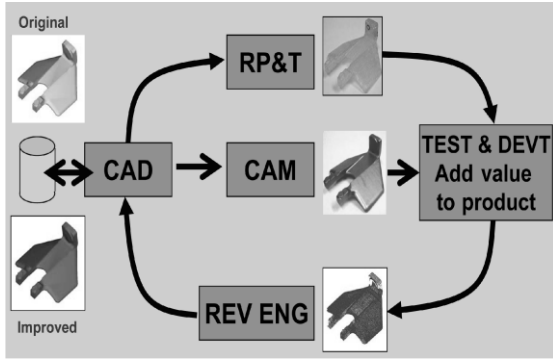 Original
RP&T
CAD
CAM
TEST & DEVT
Add value
to product
REV ENG
Improved